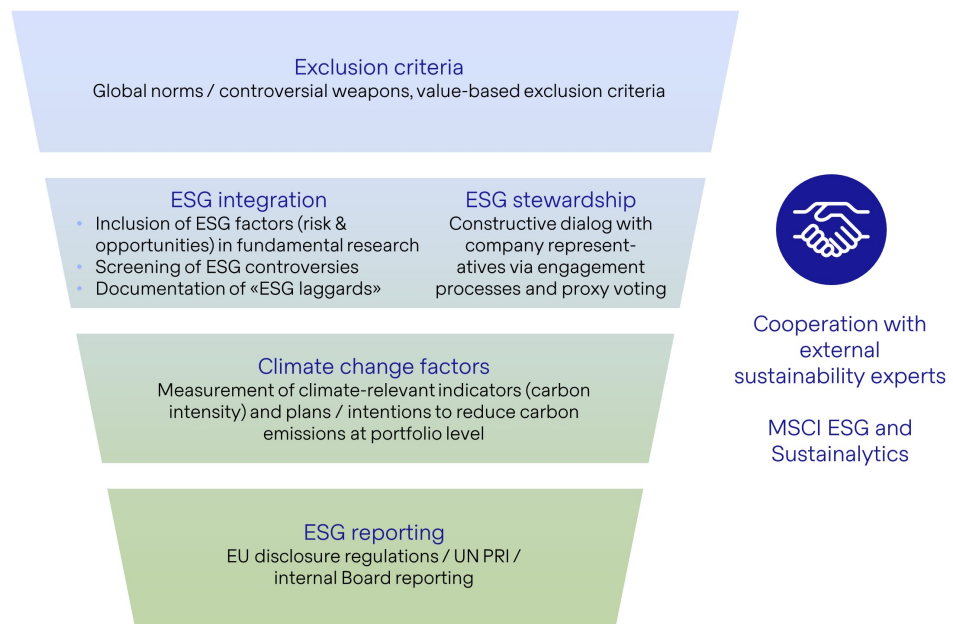 Exclusion criteria
Global norms / controversial weapons, value-based exclusion criteria
ESG integration
• Inclusion of ESG factors (risk &
opportunities) in fundamental research
• Screening of ESG controversies
• Documentation of «ESG laggards»
ESG stewardship
Constructive dialog with
company represent-
atives via engagement
processes and proxy voting
Climate change factors
Measurement of climate-relevant indicators (carbon
intensity) and plans / intentions to reduce carbon
emissions at portfolio level
ESG reporting
EU disclosure regulations / UN PRI /
internal Board reporting
Cooperation with
external
sustainability experts
MSCI ESG and
Sustainalytics